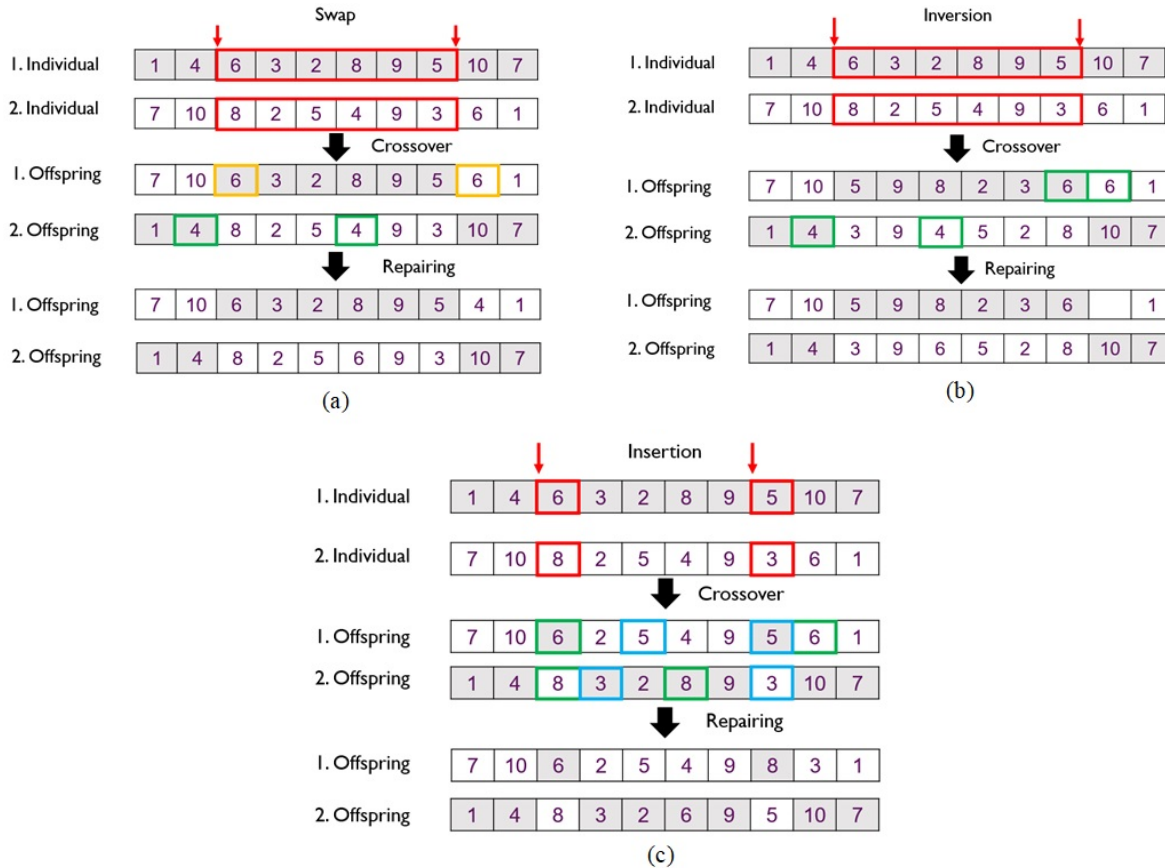 Swap
1. Individual 1 4 6 3 2 8 9 5 10 7
2. Individual 7 10 8 2 5 4 9 3 6 1
Crossover
1. Offspring 7 10 6 3 2 8 9 5 6 1
2. Offspring 1 4 8 2 5 4 9 3 10 7
Repairing
1. Offspring 7 10 6 3 2 8 9 5 4 1
2. Offspring 1 4 8 2 5 6 9 3 10 7
(a)
Inversion
1. Individual 1 4 6 3 2 8 9 5 10 7
2. Individual 7 10 8 2 5 4 9 3 6 1
Crossover
1. Offspring 7 10 5 9 8 2 3 6 6 1
2. Offspring 1 4 3 9 4 5 2 8 10 7
Repairing
1. Offspring 7 10 5 9 8 2 3 6 1
2. Offspring 1 4 3 9 6 5 2 8 10 7
(b)
Insertion
1. Individual 1 4 6 3 2 8 9 5 10 7
2. Individual 7 10 8 2 5 4 9 3 6 1
Crossover
1. Offspring 7 10 6 2 5 4 9 5 6 1
2. Offspring 1 4 8 3 2 8 9 3 10 7
Repairing
1. Offspring 7 10 6 2 5 4 9 8 3 1
2. Offspring 1 4 8 3 2 6 9 5 10 7
(c)